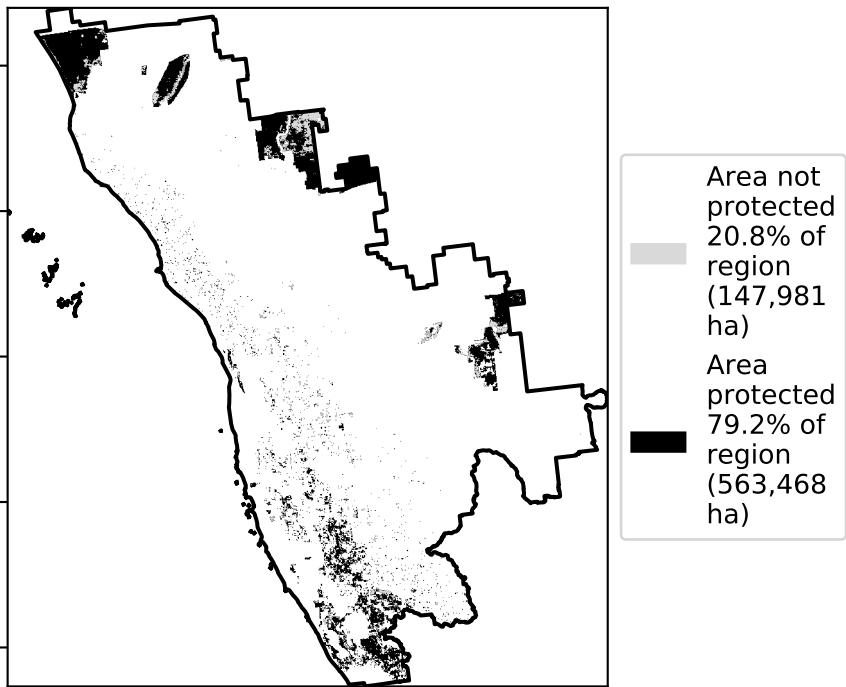 Area not
protected
20.8% of
region
(147,981
ha)
Area
protected
79.2% of
region
(563,468
ha)